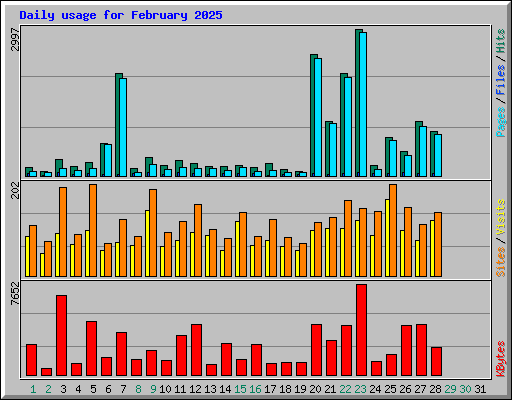 Daily usage for February 2025
2997
202
7652
Pages / Files / Hits
Sites / Visits
KBytes
1 2 3 4 5 6 7 8 9 10 11 12 13 14 15 16 17 18 19 20 21 22 23 24 25 26 27 28 29 30 31